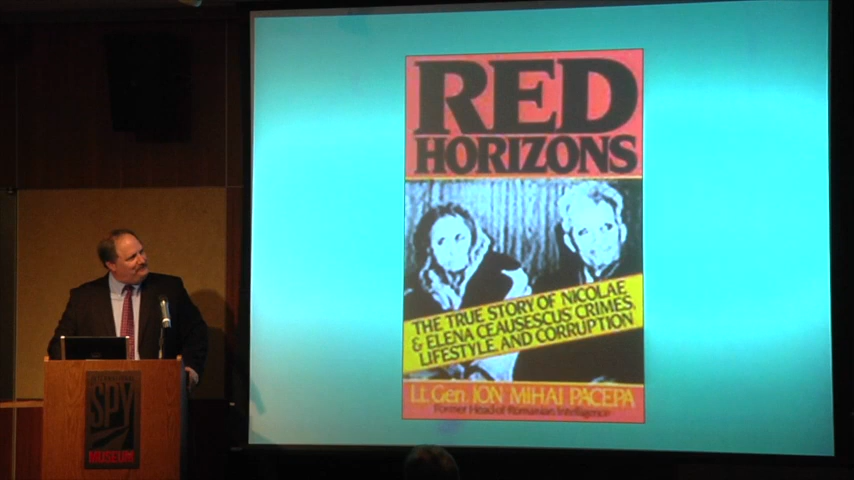 RED
HORIZONS
THE TRUE STORY OF NICOLAE
& ELENA CEAUSESCUS CRIMES,
LIFESTYLE, AND CORRUPTION
Lt. Gen. ION MIHAI PACEPA
Former Head of Romanian Intelligence
INTERNATIONAL
SPY
MUSEUM